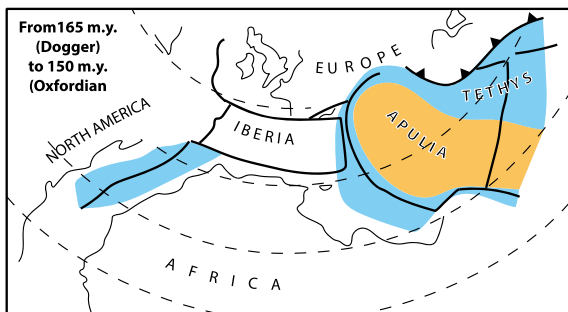 From165 m.y.
(Dogger)
to 150 m.y.
(Oxfordian
EUROPE
TETHYS
NORTH AMERICA
IBERIA
APULIA
AFRICA